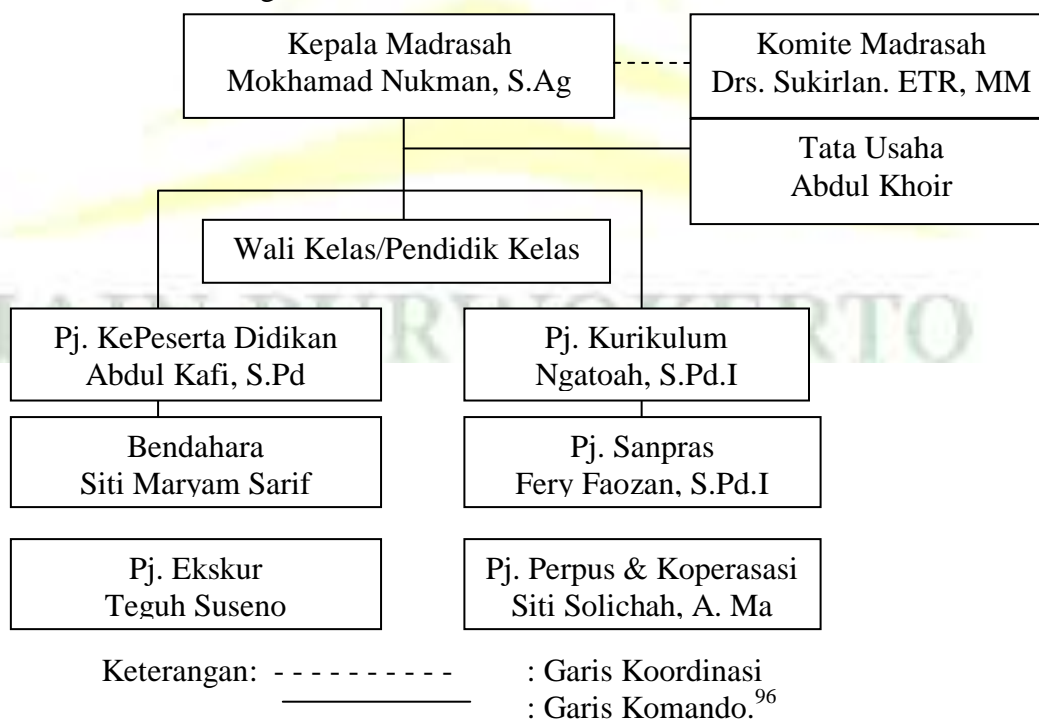 Kepala Madrasah
Mokhamad Nukman, S.Ag
Komite Madrasah
Drs. Sukirlan. ETR, MM
Tata Usaha
Abdul Khoir
Wali Kelas/Pendidik Kelas
Pj. KePeserta Didikan
Abdul Kafi, S.Pd
Pj. Kurikulum
Ngatoah, S.Pd.I
Bendahara
Siti Maryam Sarif
Pj. Sanpras
Fery Faozan, S.Pd.I
Pj. Ekskur
Teguh Suseno
Pj. Perpus & Koperasasi
Siti Solichah, A. Ma
Keterangan: - - - - - - - - - - : Garis Koordinasi
: Garis Komando.96
IAIN PURWOKERTO